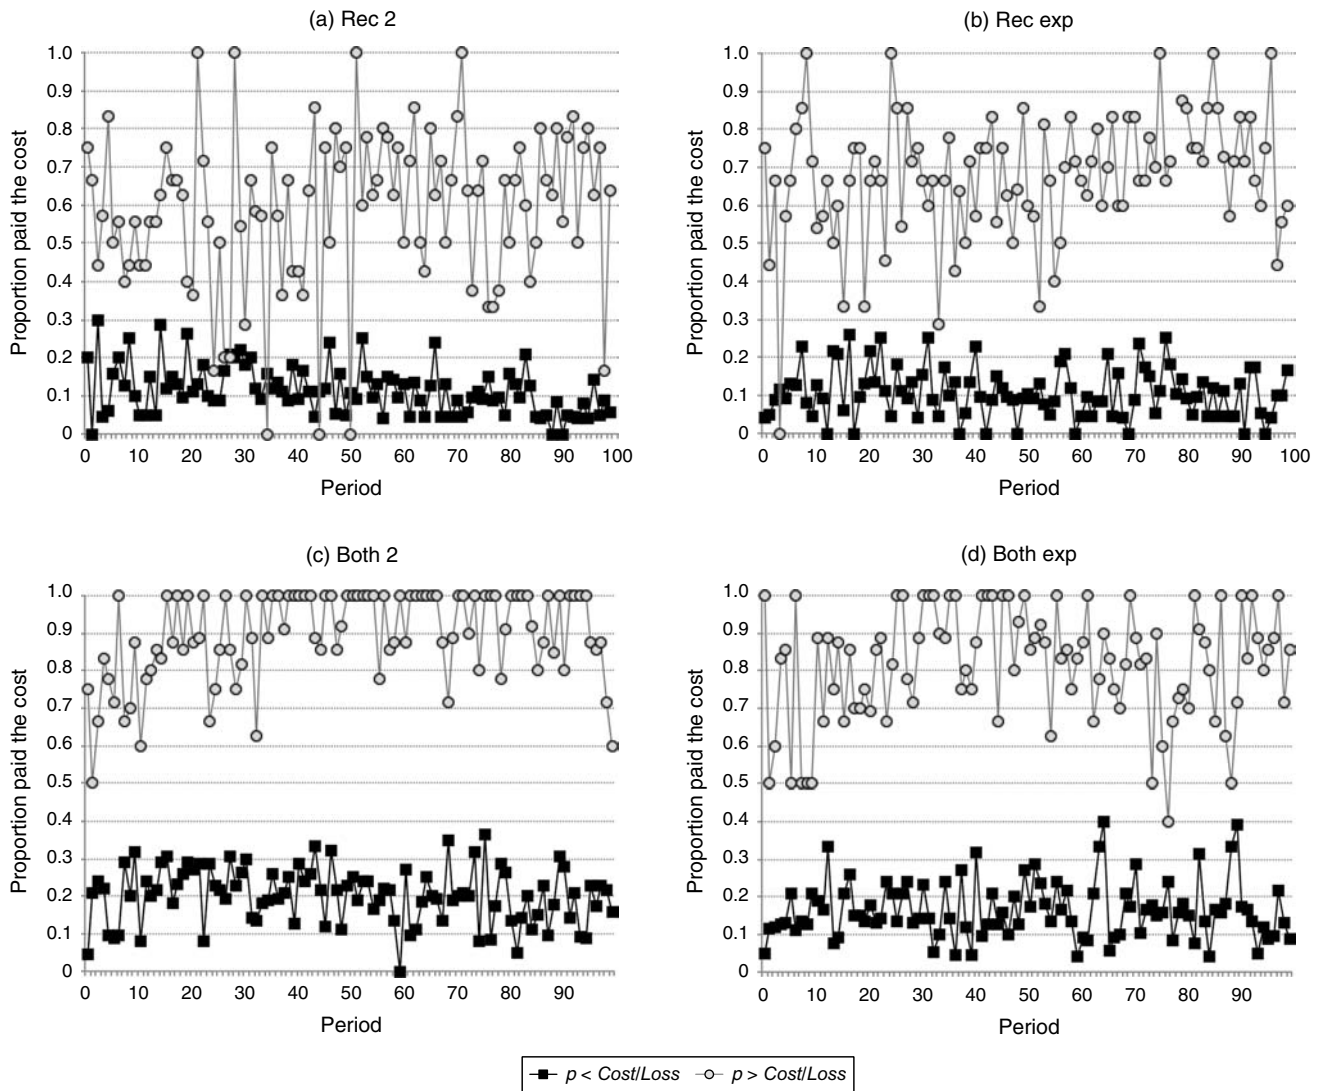 (a) Rec 2
Proportion paid the cost
1.0
0.9
0.8
0.7
0.6
0.5
0.4
0.3
0.2
0.1
0
0 10 20 30 40 50 60 70 80 90 100
Period
(b) Rec exp
Proportion paid the cost
1.0
0.9
0.8
0.7
0.6
0.5
0.4
0.3
0.2
0.1
0
0 10 20 30 40 50 60 70 80 90 100
Period
(c) Both 2
Proportion paid the cost
1.0
0.9
0.8
0.7
0.6
0.5
0.4
0.3
0.2
0.1
0
0 10 20 30 40 50 60 70 80 90
Period
(d) Both exp
Proportion paid the cost
1.0
0.9
0.8
0.7
0.6
0.5
0.4
0.3
0.2
0.1
0
0 10 20 30 40 50 60 70 80 90
Period
p < Cost/Loss p > Cost/Loss